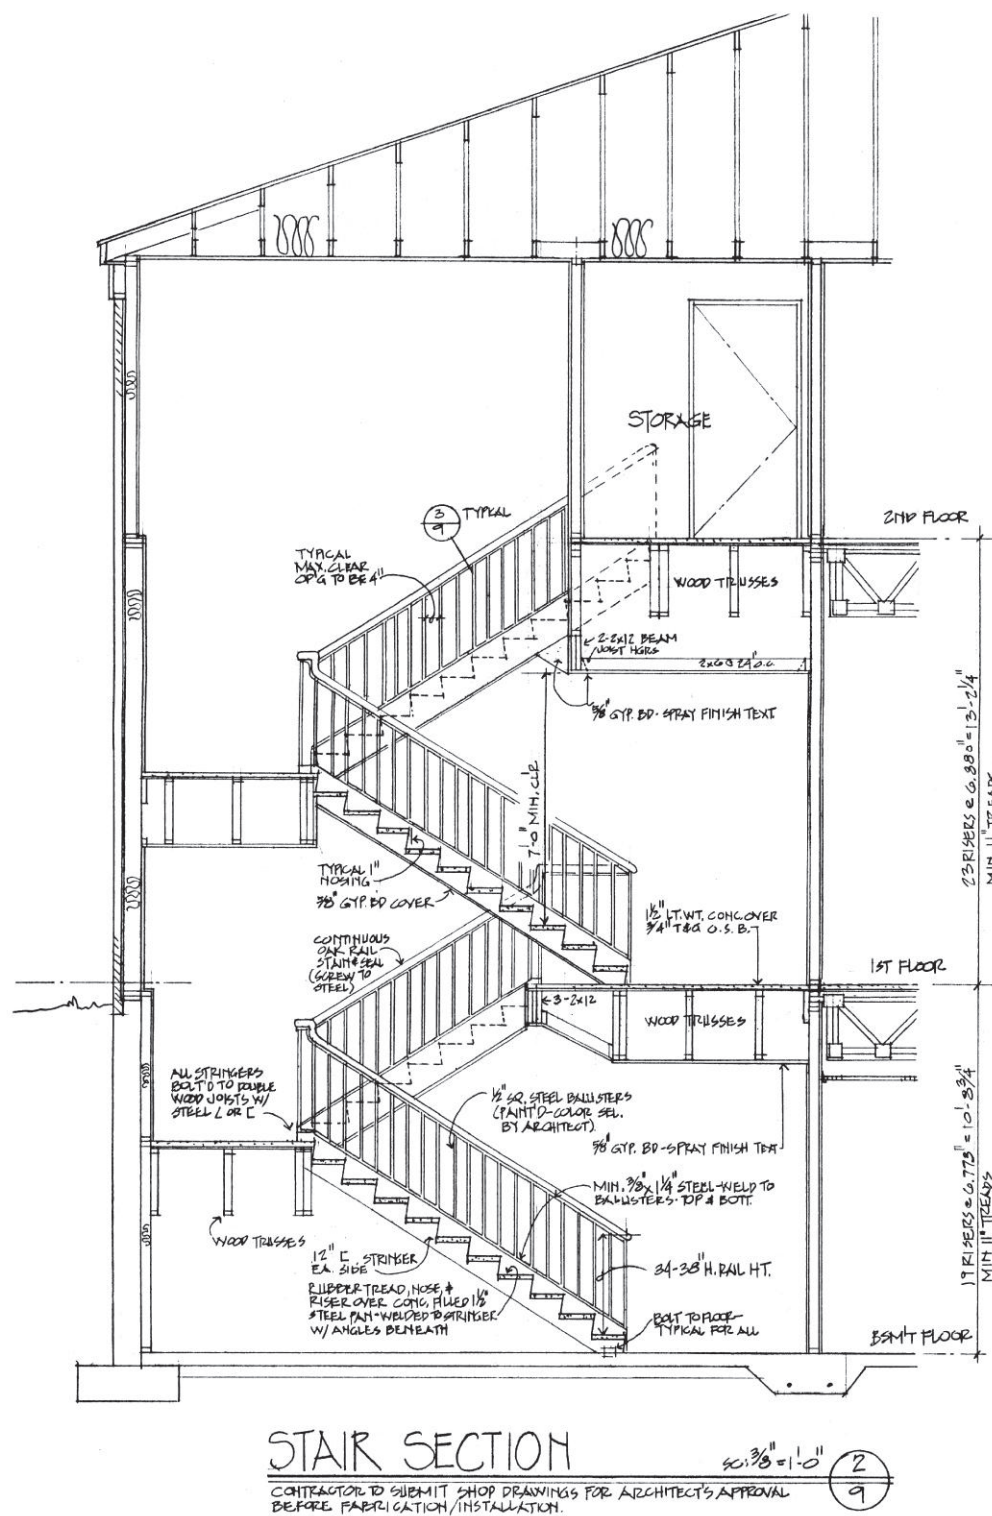 STORAGE
2ND FLOOR
3
9
TYPICAL
TYPICAL
MAX. CLEAR
OP'G TO BE 4"
WOOD TRUSSES
2-2x12 BEAM
JOIST HGRS
2x6 @ 24" O.C.
5/8" GYP. BD-SPRAY FINISH TEXT
7'-0" MIN. CLR
23 RISERS @ 6.880" = 13'-2 1/4"
MIN 11" TREADS
TYPICAL 1"
NOSING
3/8" GYP. BD COVER
1 1/2" LT. WT. CONC. OVER
3/4" T&G O.S.B.
CONTINUOUS
OAK RAIL
STAIN & SEAL
(SCREW TO
STEEL)
1ST FLOOR
3-2x12
WOOD TRUSSES
ALL STRINGERS
BOLT'D TO DOUBLE
WOOD JOISTS W/
STEEL L OR [
1/2" SQ. STEEL BALUSTERS
(PAINT'D-COLOR SEL.
BY ARCHITECT)
5/8" GYP. BD-SPRAY FINISH TEXT
MIN. 3/8" x 1 1/4" STEEL-WELD TO
BALUSTERS-TOP & BOTT.
WOOD TRUSSES
12" [ STRINGER
EA. SIDE
34-38" H. RAIL HT.
RUBBER TREAD, NOSE, &
RISER OVER CONC. FILLED 1 1/2"
STEEL PAN-WELDED TO STRINGER
W/ ANGLES BENEATH
BOLT TO FLOOR-
TYPICAL FOR ALL
19 RISERS @ 6.773" = 10'-8 3/4"
MIN 11" TREADS
BSM'T FLOOR
STAIR SECTION
SC: 3/8" = 1'-0"
2
9
CONTRACTOR TO SUBMIT SHOP DRAWINGS FOR ARCHITECT'S APPROVAL
BEFORE FABRICATION/INSTALLATION.